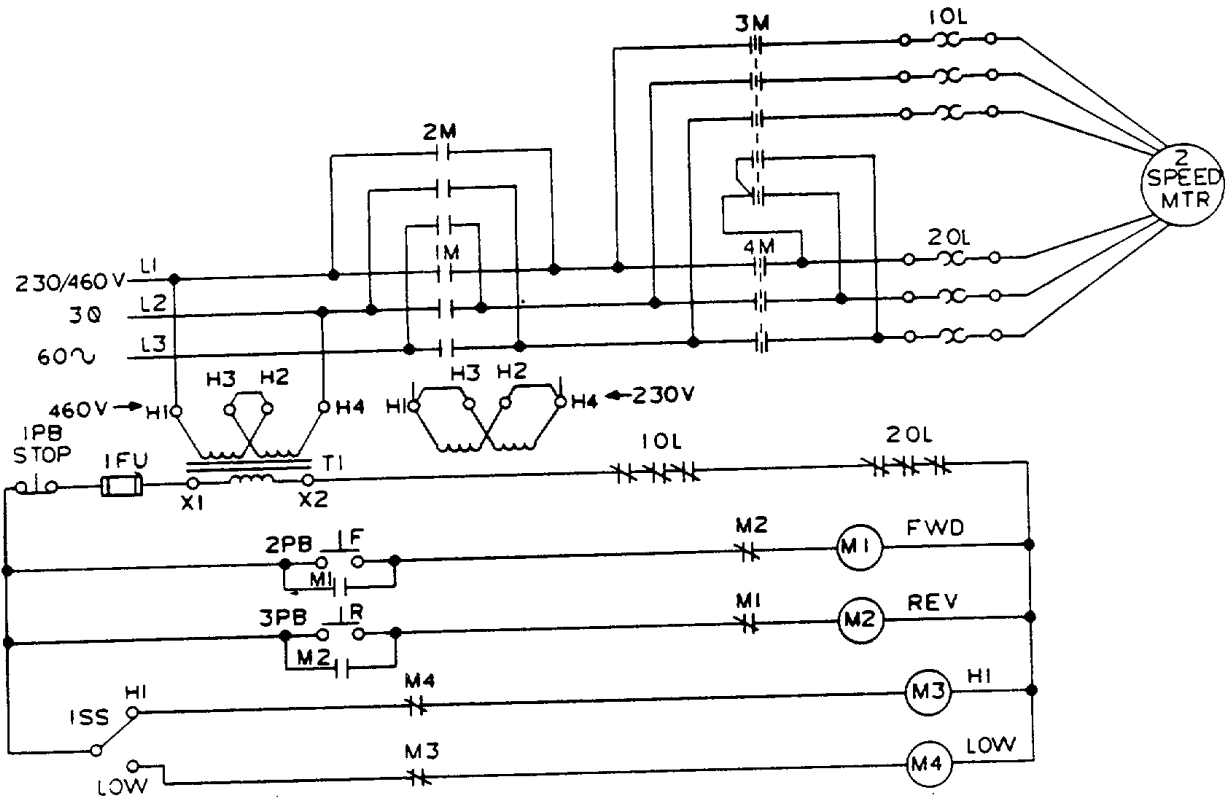 3M
1OL
2M
2
SPEED
MTR
1M
4M
2OL
230/460V
L1
3Ø
L2
60~
L3
460V
H1
H3
H2
H4
H1
H3
H2
H4
230V
1PB
STOP
1FU
X1
X2
T1
1OL
2OL
2PB
1F
M1
M2
M1
FWD
3PB
1R
M2
M1
M2
REV
1SS
HI
M4
M3
HI
LOW
M3
M4
LOW